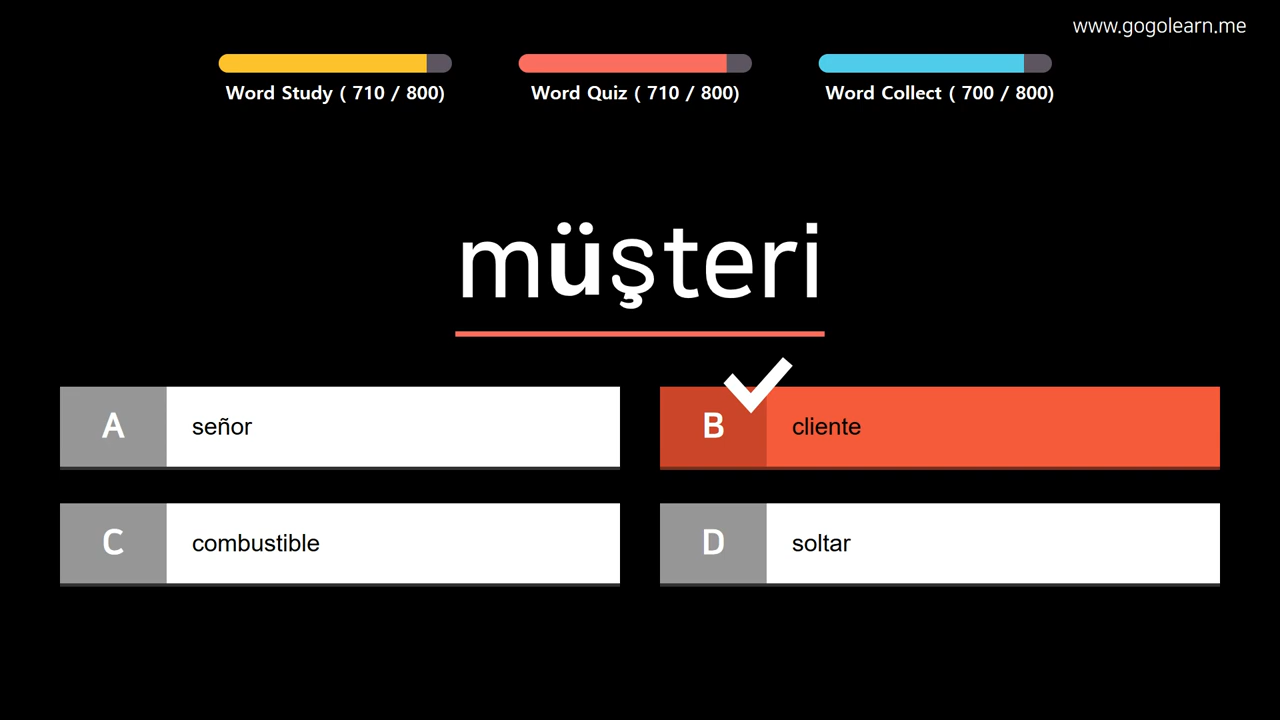 www.gogolearn.me
Word Study ( 710 / 800)
Word Quiz ( 710 / 800)
Word Collect ( 700 / 800)
müşteri
A señor
B cliente
C combustible
D soltar